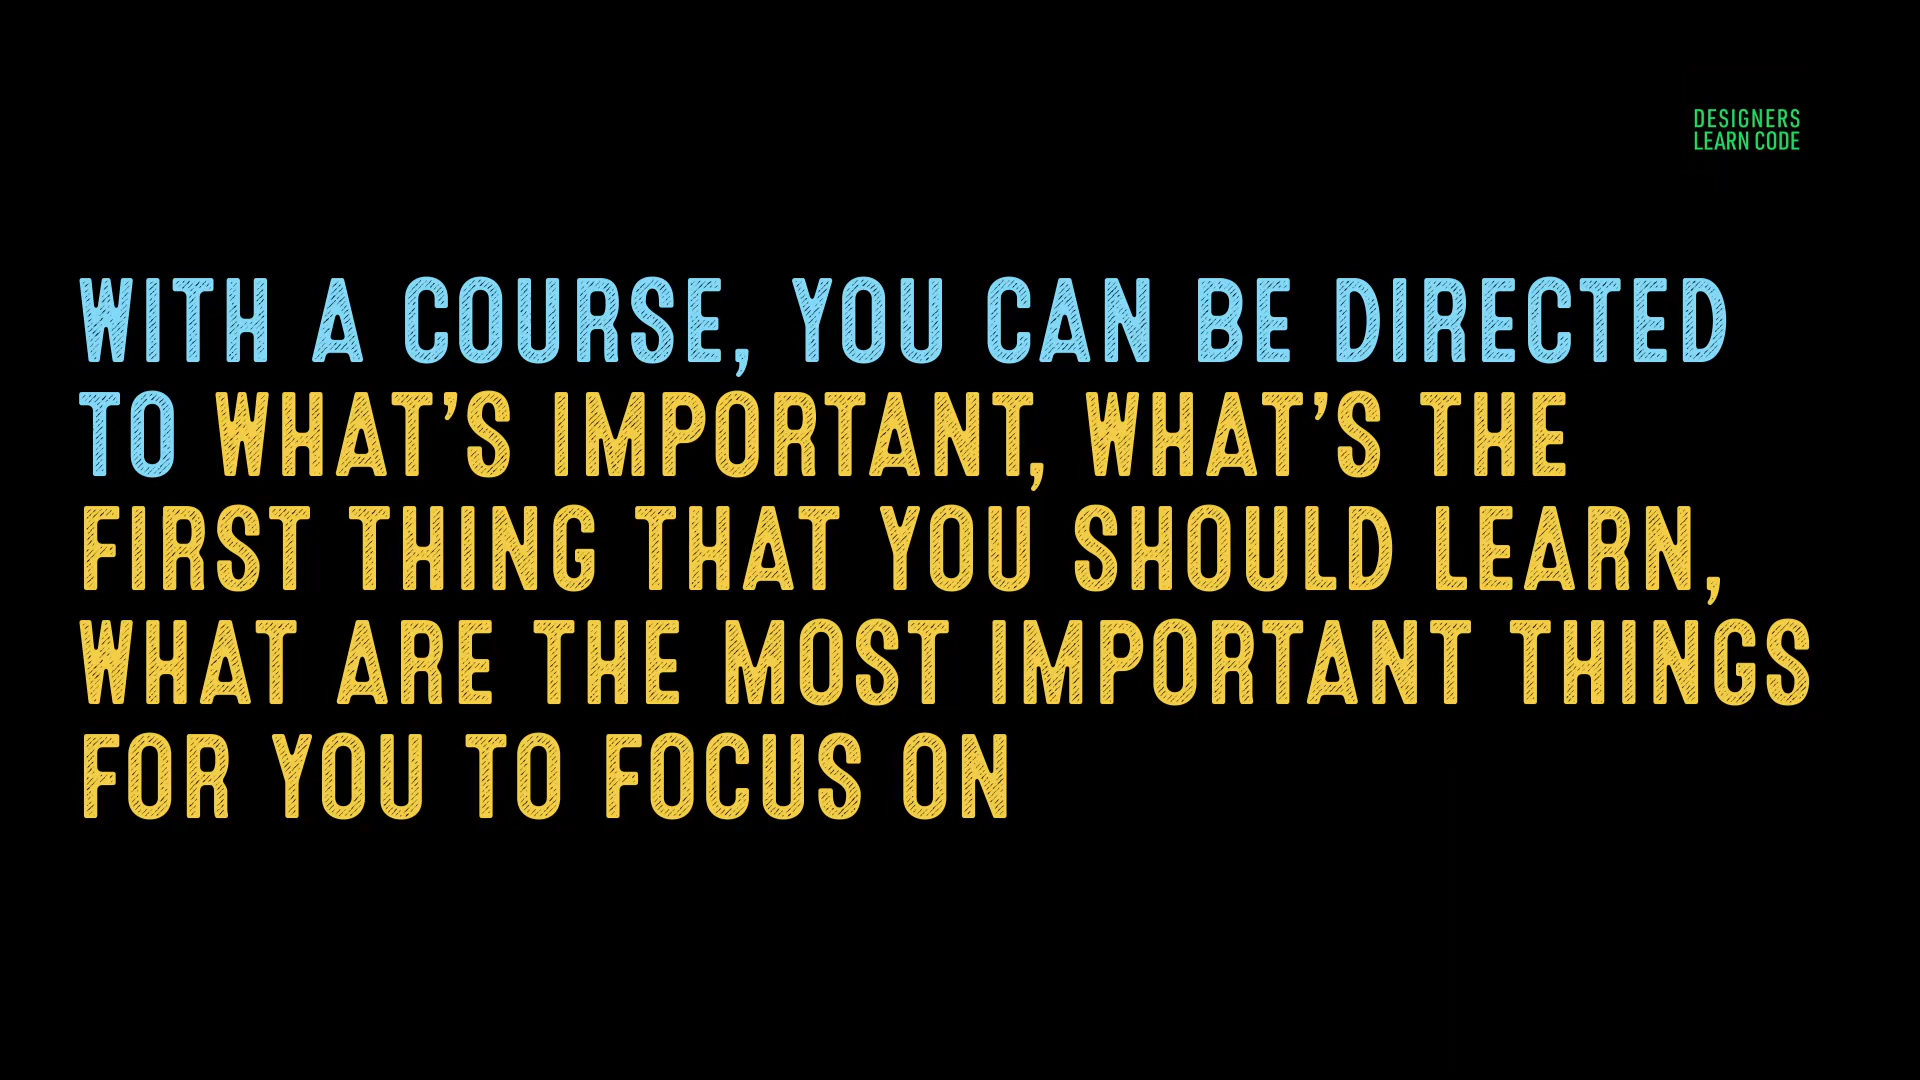 DESIGNERS
LEARN CODE
WITH A COURSE, YOU CAN BE DIRECTED
TO WHAT’S IMPORTANT, WHAT’S THE
FIRST THING THAT YOU SHOULD LEARN,
WHAT ARE THE MOST IMPORTANT THINGS
FOR YOU TO FOCUS ON